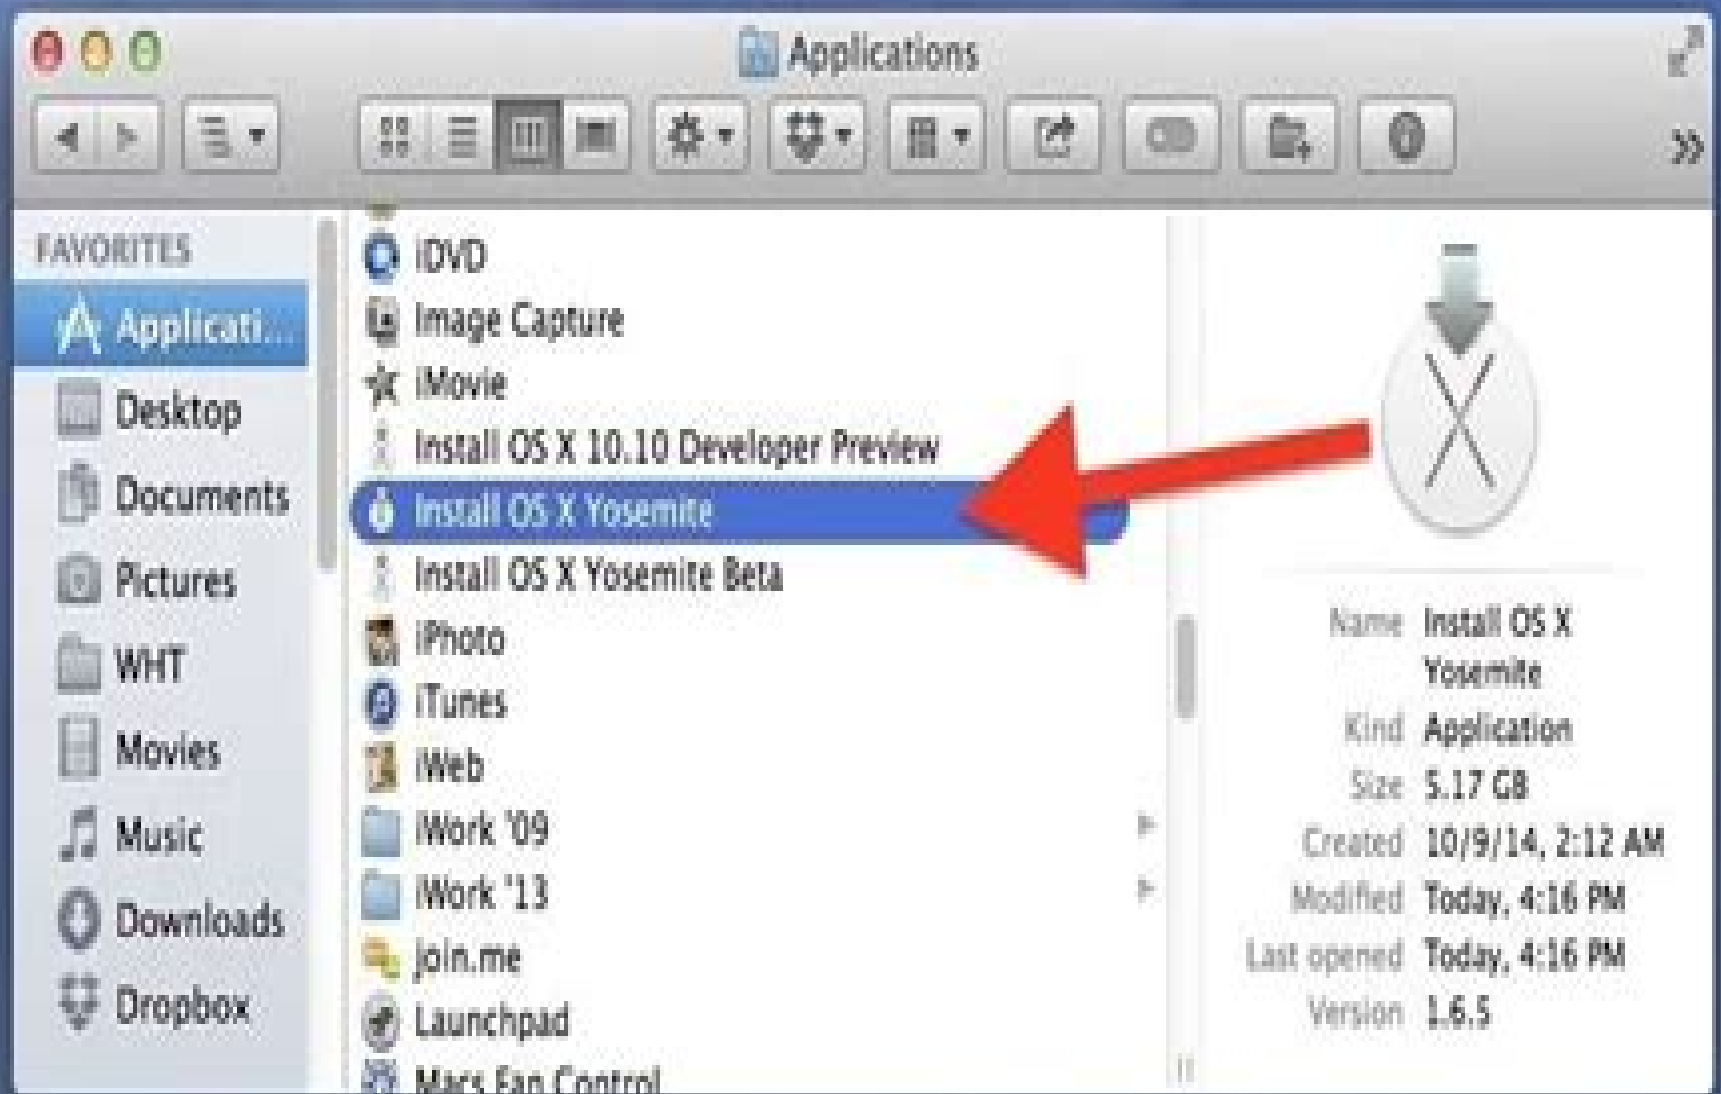 Applications
FAVORITES
Applicati...
Desktop
Documents
Pictures
WHT
Movies
Music
Downloads
Dropbox
iDVD
Image Capture
iMovie
Install OS X 10.10 Developer Preview
Install OS X Yosemite
Install OS X Yosemite Beta
iPhoto
iTunes
iWeb
iWork '09
iWork '13
join.me
Launchpad
Macs Fan Control
Name Install OS X
Yosemite
Kind Application
Size 5.17 GB
Created 10/9/14, 2:12 AM
Modified Today, 4:16 PM
Last opened Today, 4:16 PM
Version 1.6.5